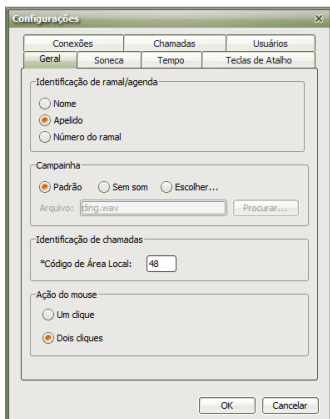 Configurações
Conexões Chamadas Usuários
Geral Soneca Tempo Teclas de Atalho
Identificação de ramal/agenda
Nome
Apelido
Número do ramal
Campainha
Padrão Sem som Escolher...
Arquivo: ding.wav Procurar...
Identificação de chamadas
*Código de Área Local: 48
Ação do mouse
Um clique
Dois cliques
OK Cancelar